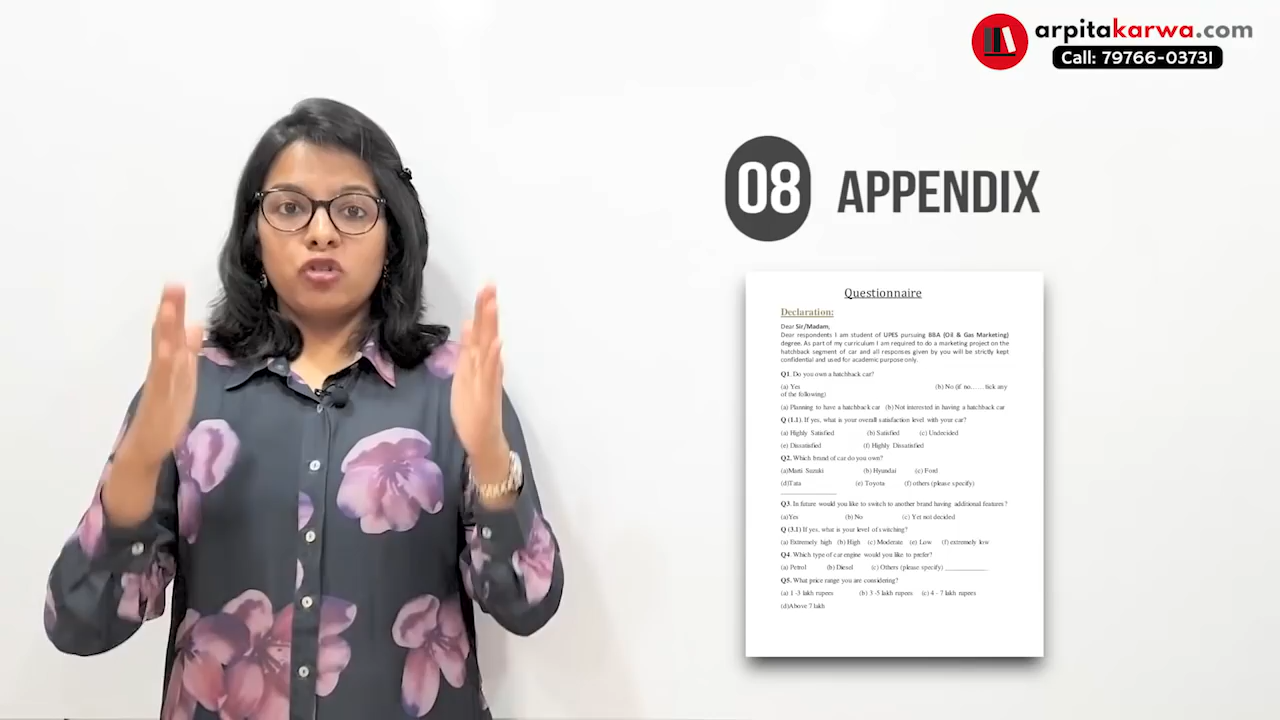 arpitakarwa.com
Call: 79766-03731
08 APPENDIX
Questionnaire
Declaration:
Dear Sir/Madam,
Dear respondents I am student of UPES pursuing BBA (Oil & Gas Marketing)
degree. As part of my curriculum I am required to do a marketing project on the
hatchback segment of car and all responses given by you will be strictly kept
confidential and used for academic purpose only.
Q1. Do you own a hatchback car?
(a) Yes (b) No (if no...... tick any
of the following)
(a) Planning to have a hatchback car (b) Not interested in having a hatchback car
Q (1.1). If yes, what is your overall satisfaction level with your car?
(a) Highly Satisfied (b) Satisfied (c) Undecided
(e) Dissatisfied (f) Highly Dissatisfied
Q2. Which brand of car do you own?
(a)Marti Suzuki (b) Hyundai (c) Ford
(d)Tata (e) Toyota (f) others (please specify)
Q3. In future would you like to switch to another brand having additional features?
(a)Yes (b) No (c) Yet not decided
Q (3.1) If yes, what is your level of switching?
(a) Extremely high (b) High (c) Moderate (e) Low (f) extremely low
Q4. Which type of car engine would you like to prefer?
(a) Petrol (b) Diesel (c) Others (please specify) ____________
Q5. What price range you are considering?
(a) 1 -3 lakh rupees (b) 3 -5 lakh rupees (c) 4 - 7 lakh rupees
(d)Above 7 lakh